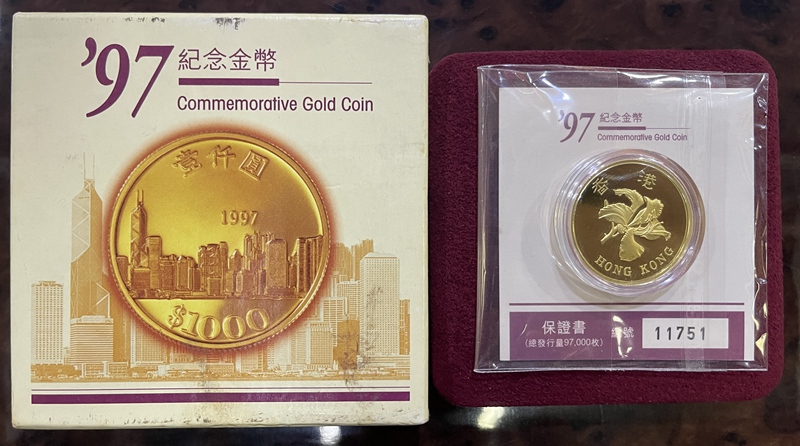 '97
紀念金幣
Commemorative Gold Coin
壹仟圓
1997
$1000
'97
紀念金幣
Commemorative Gold Coin
香港
HONG KONG
保證書
編號 11751
(總發行量97,000枚)